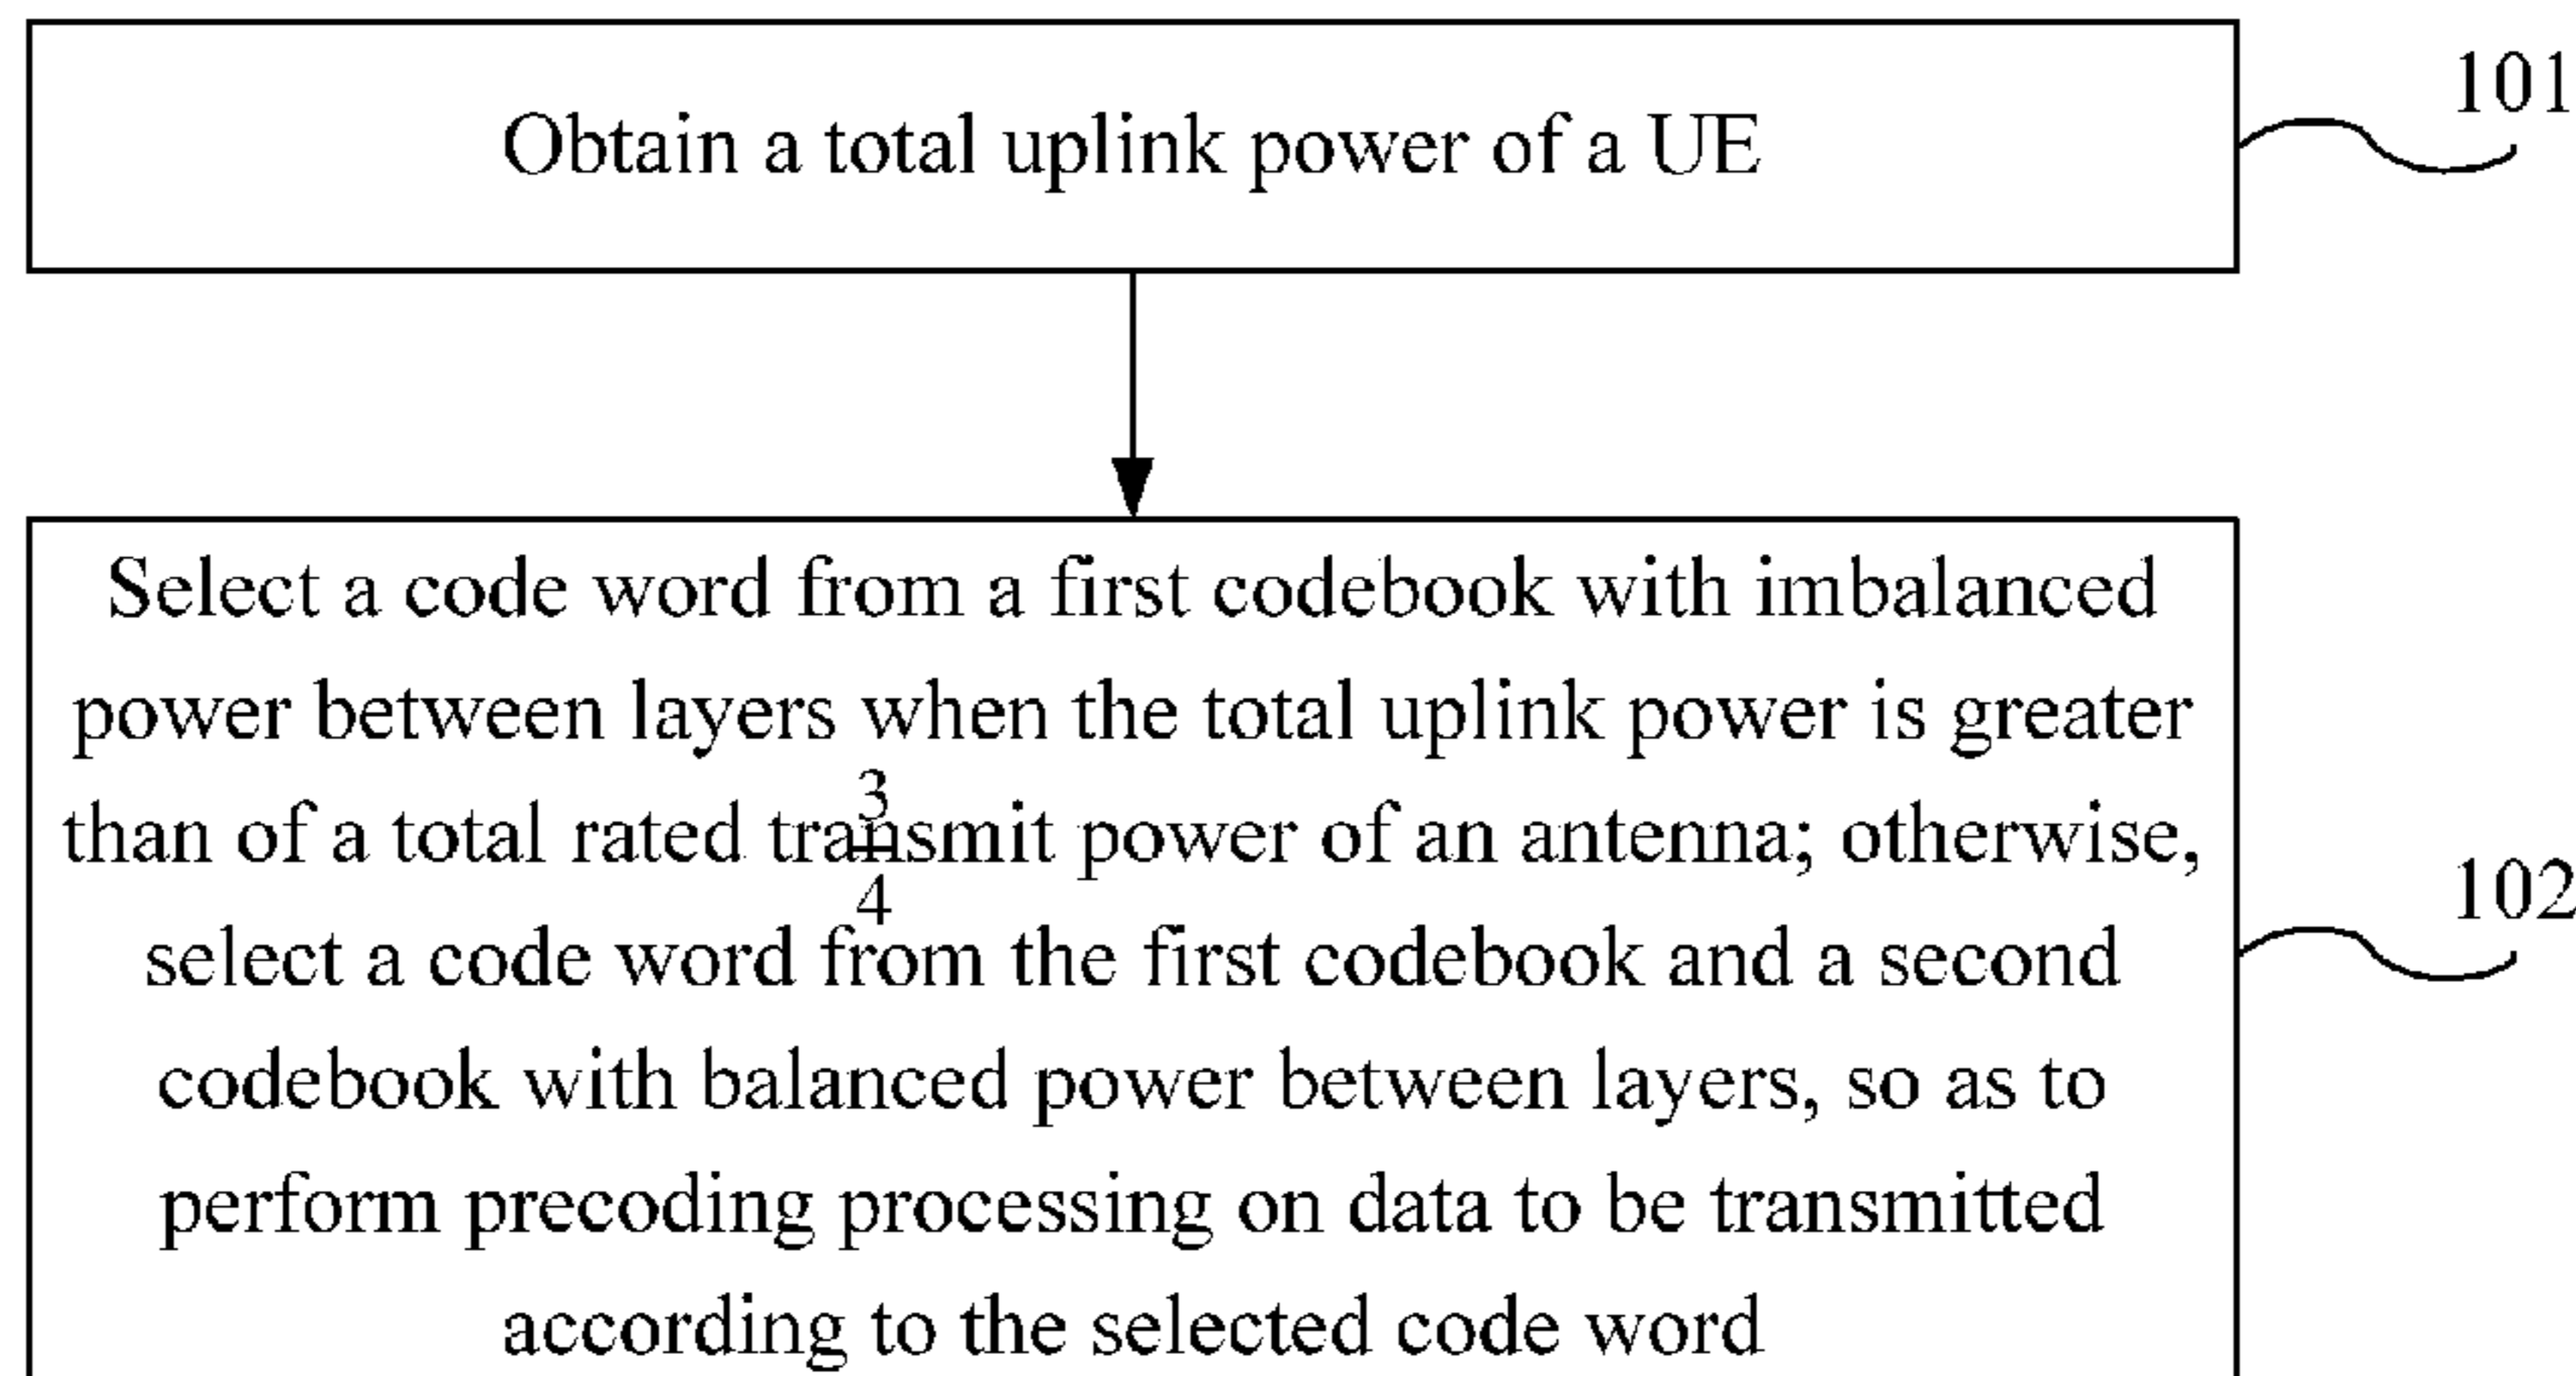 Obtain a total uplink power of a UE
101
Select a code word from a first codebook with imbalanced
power between layers when the total uplink power is greater
than of a total rated transmit power of an antenna; otherwise,
3
4
select a code word from the first codebook and a second
codebook with balanced power between layers, so as to
perform precoding processing on data to be transmitted
according to the selected code word
102